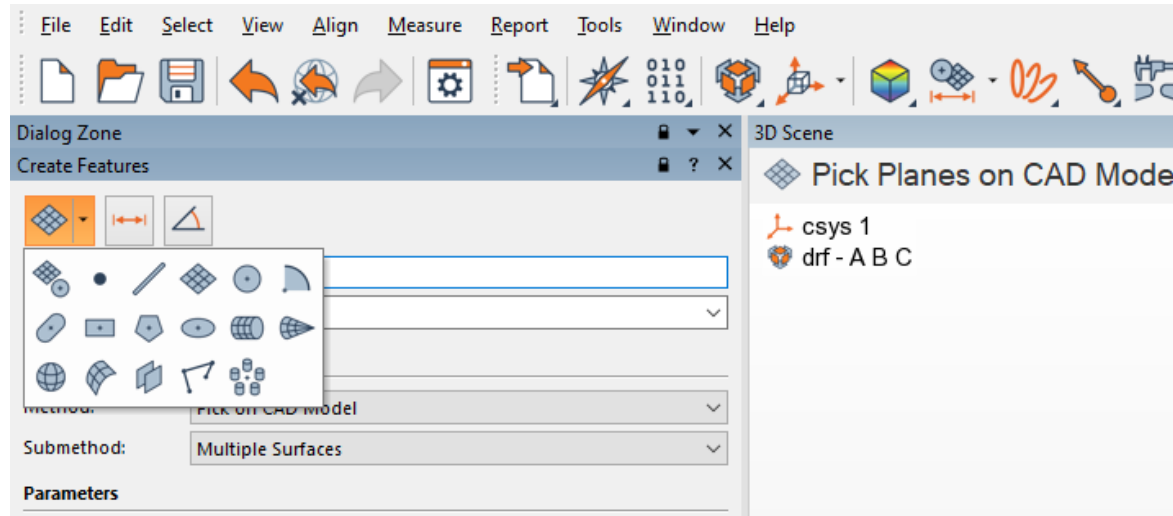 File Edit Select View Align Measure Report Tools Window Help
010
011
110
Dialog Zone
3D Scene
Create Features
Pick Planes on CAD Mode
csys 1
drf - A B C
Method: Pick on CAD Model
Submethod: Multiple Surfaces
Parameters